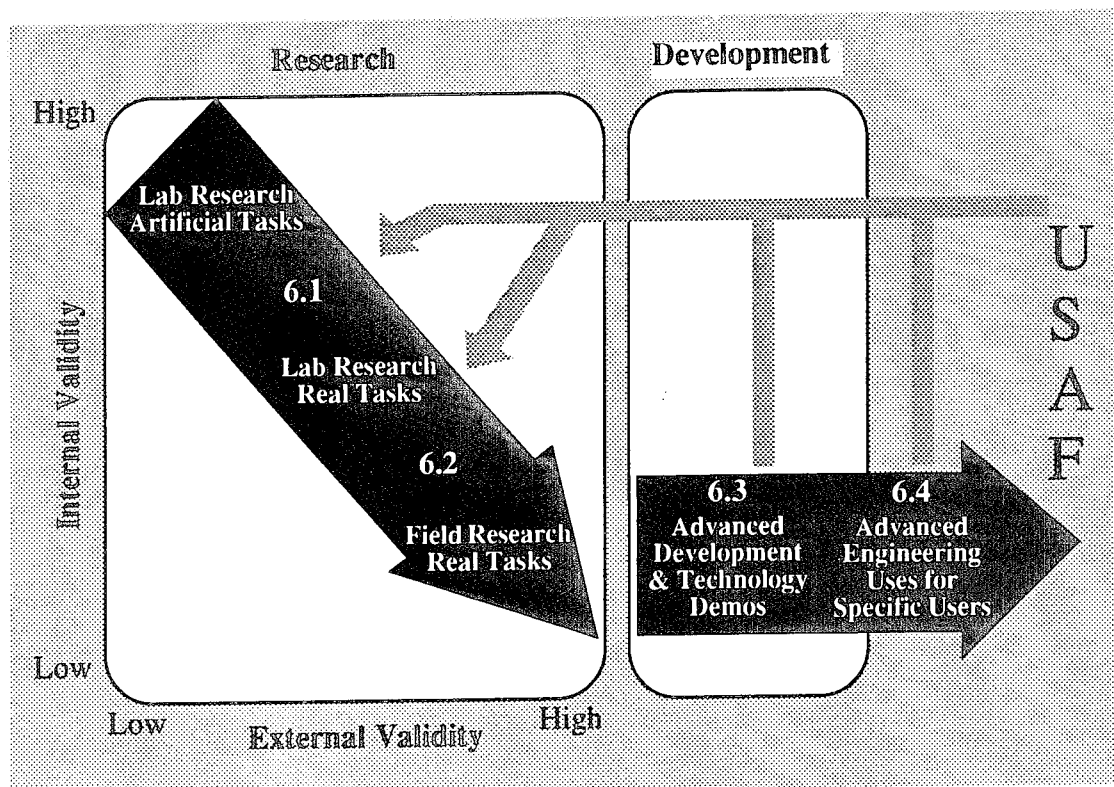 Research
Development
High
Internal Validity
Low
Low
External Validity
High
Lab Research
Artificial Tasks
6.1
Lab Research
Real Tasks
6.2
Field Research
Real Tasks
6.3
Advanced
Development
& Technology
Demos
6.4
Advanced
Engineering
Uses for
Specific Users
USAF